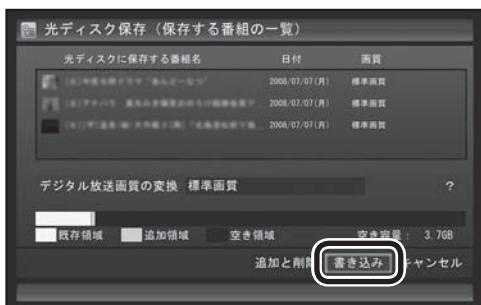 光ディスク保存（保存する番組の一覧）
光ディスクに保存する番組名 日付 画質
2008/07/07(月) 標準画質
2008/07/07(月) 標準画質
2008/07/07(月) 標準画質
デジタル放送画質の変換 標準画質 ?
既存領域 追加領域 空き領域 空き容量： 3.7GB
追加と削除 書き込み キャンセル